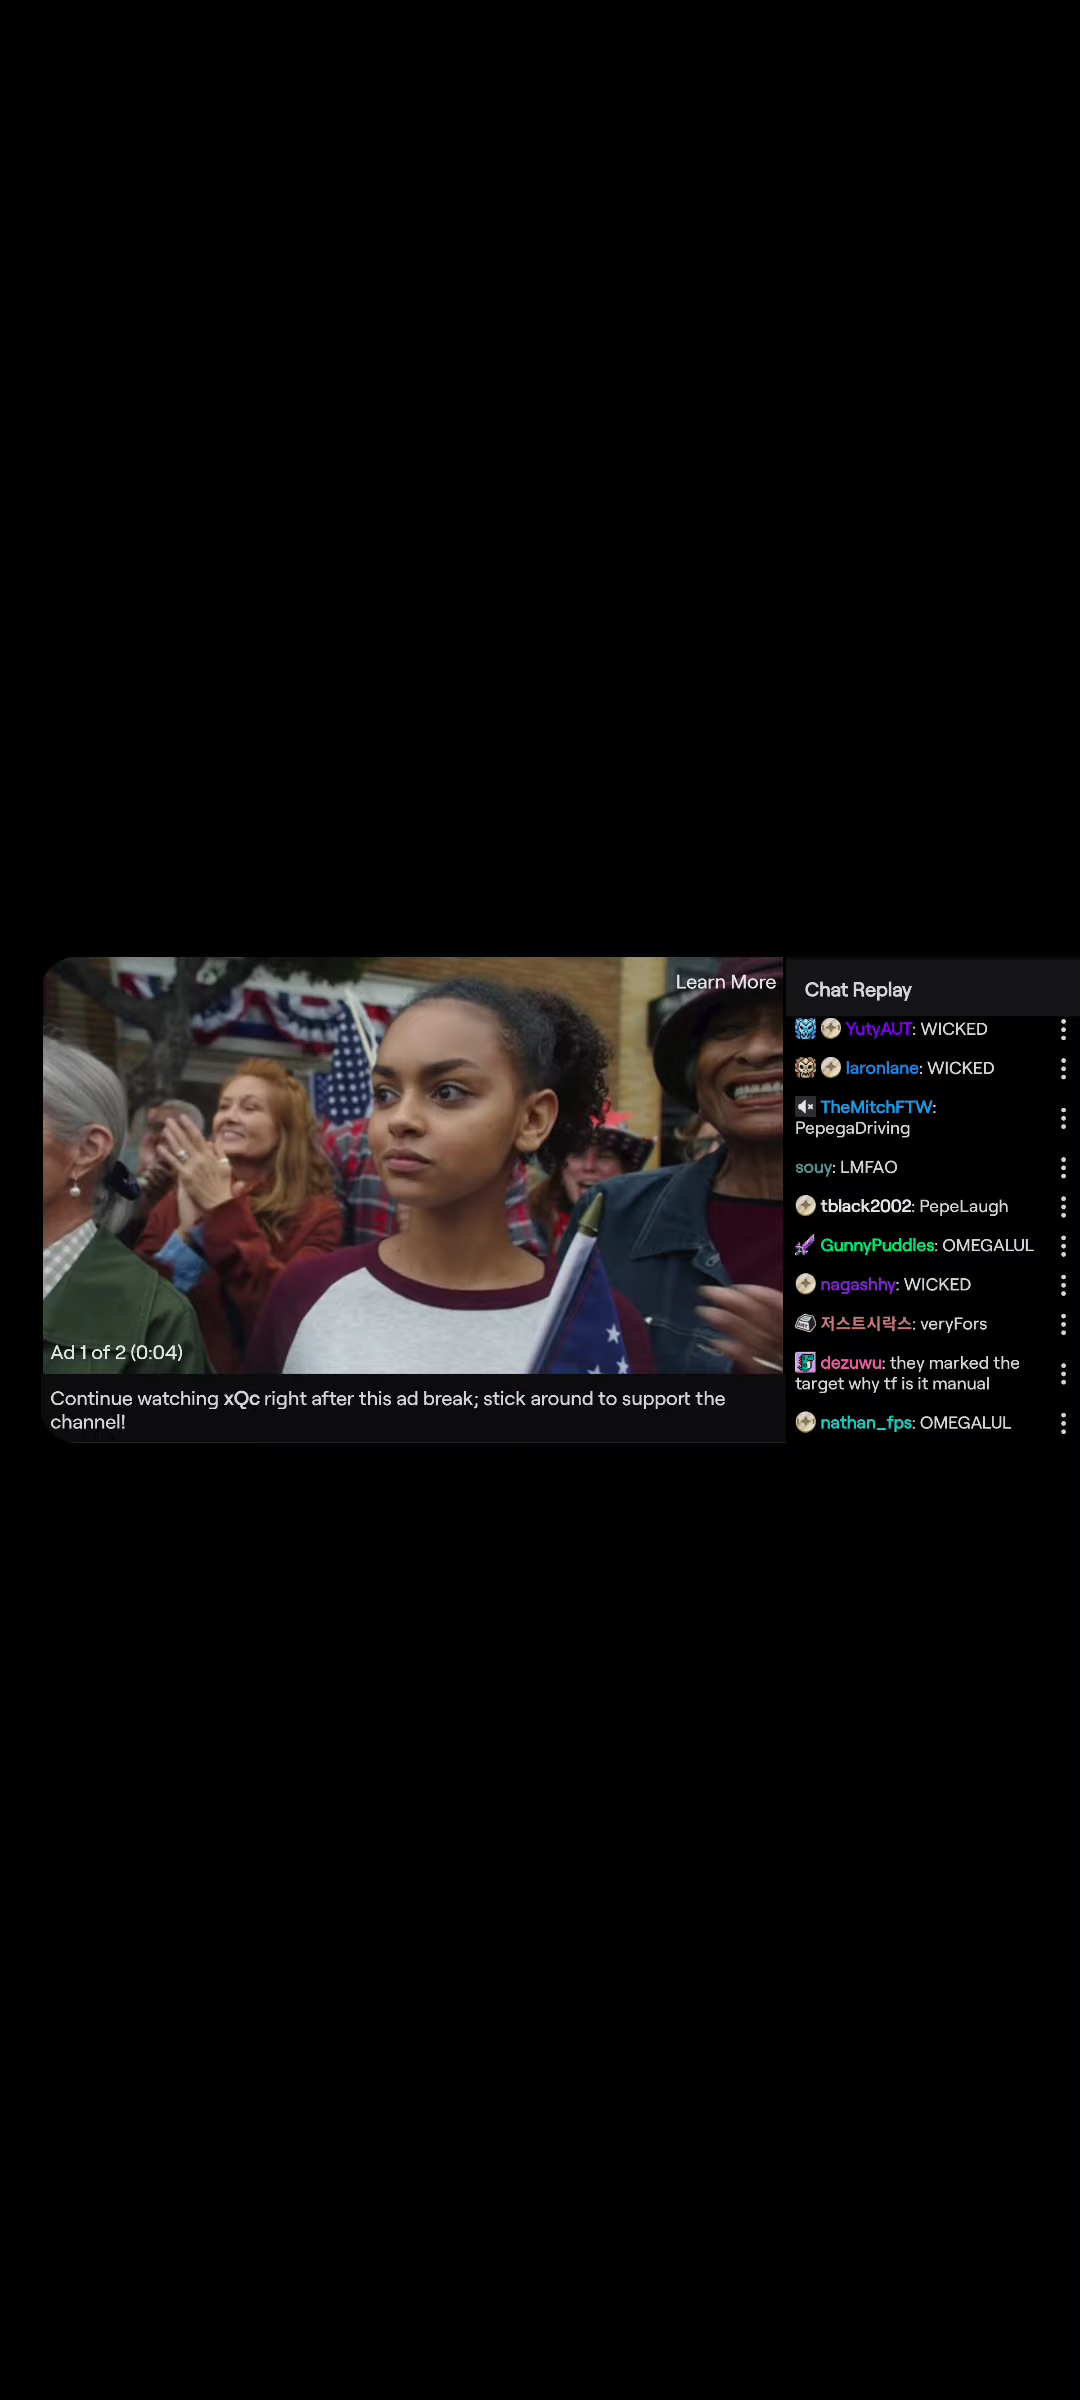 Learn More
Ad 1 of 2 (0:04)
Continue watching xQc right after this ad break; stick around to support the
channel!
Chat Replay
YutyAUT: WICKED
laronlane: WICKED
TheMitchFTW:
PepegaDriving
souy: LMFAO
tblack2002: PepeLaugh
GunnyPuddles: OMEGALUL
nagashhy: WICKED
저스트시락스: veryFors
dezuwu: they marked the
target why tf is it manual
nathan_fps: OMEGALUL